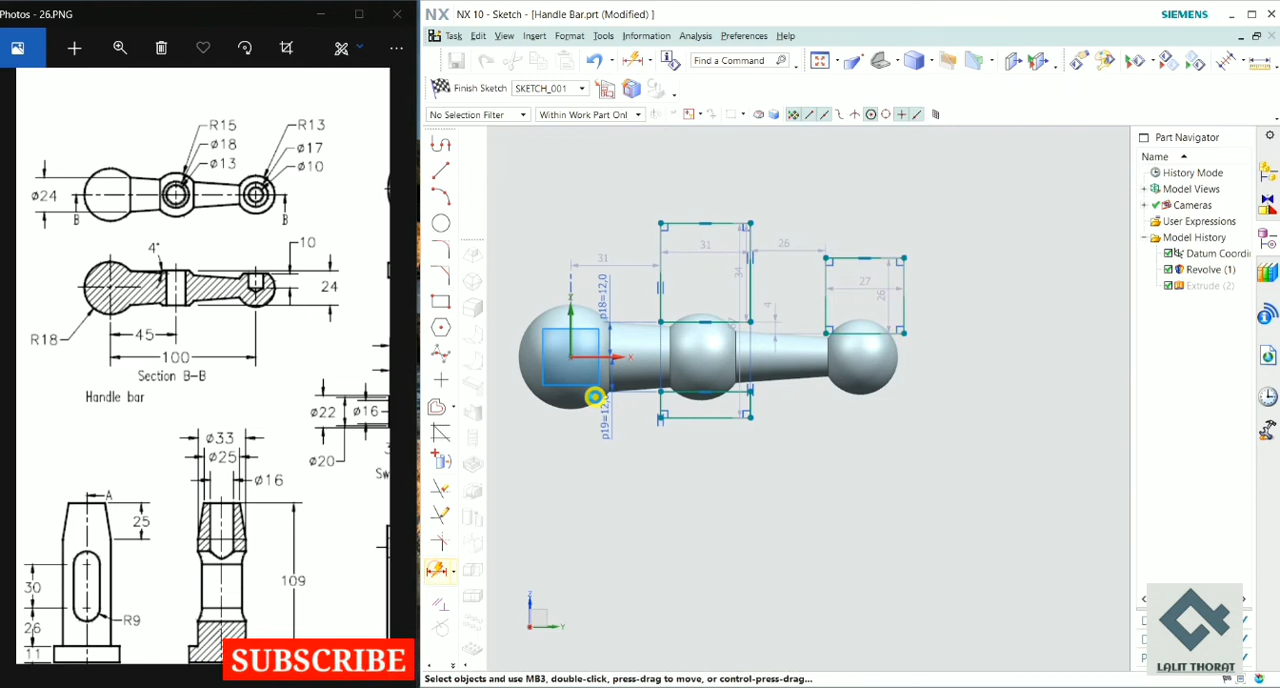 Photos - 26.PNG
NX
NX 10 - Sketch - [Handle Bar.prt (Modified) ]
SIEMENS
Task Edit View Insert Format Tools Information Analysis Preferences Help
Find a Command
Finish Sketch SKETCH_001
No Selection Filter
Within Work Part Onl
Part Navigator
Name
History Mode
Model Views
Cameras
User Expressions
Model History
Datum Coordi
Revolve (1)
Extrude (2)
R15
ø18
ø13
R13
ø17
ø10
ø24
B
B
4°
10
24
R18
45
100
Section B-B
Handle bar
ø22
ø16
ø20
Sw
ø33
ø25
ø16
A
25
30
26
11
R9
109
31
31
34
26
27
26
4
p18=12,0
p19=12,0
X
X
Z
Y
SUBSCRIBE
LALIT THORAT
Select objects and use MB3, double-click, press-drag to move, or control-press-drag...